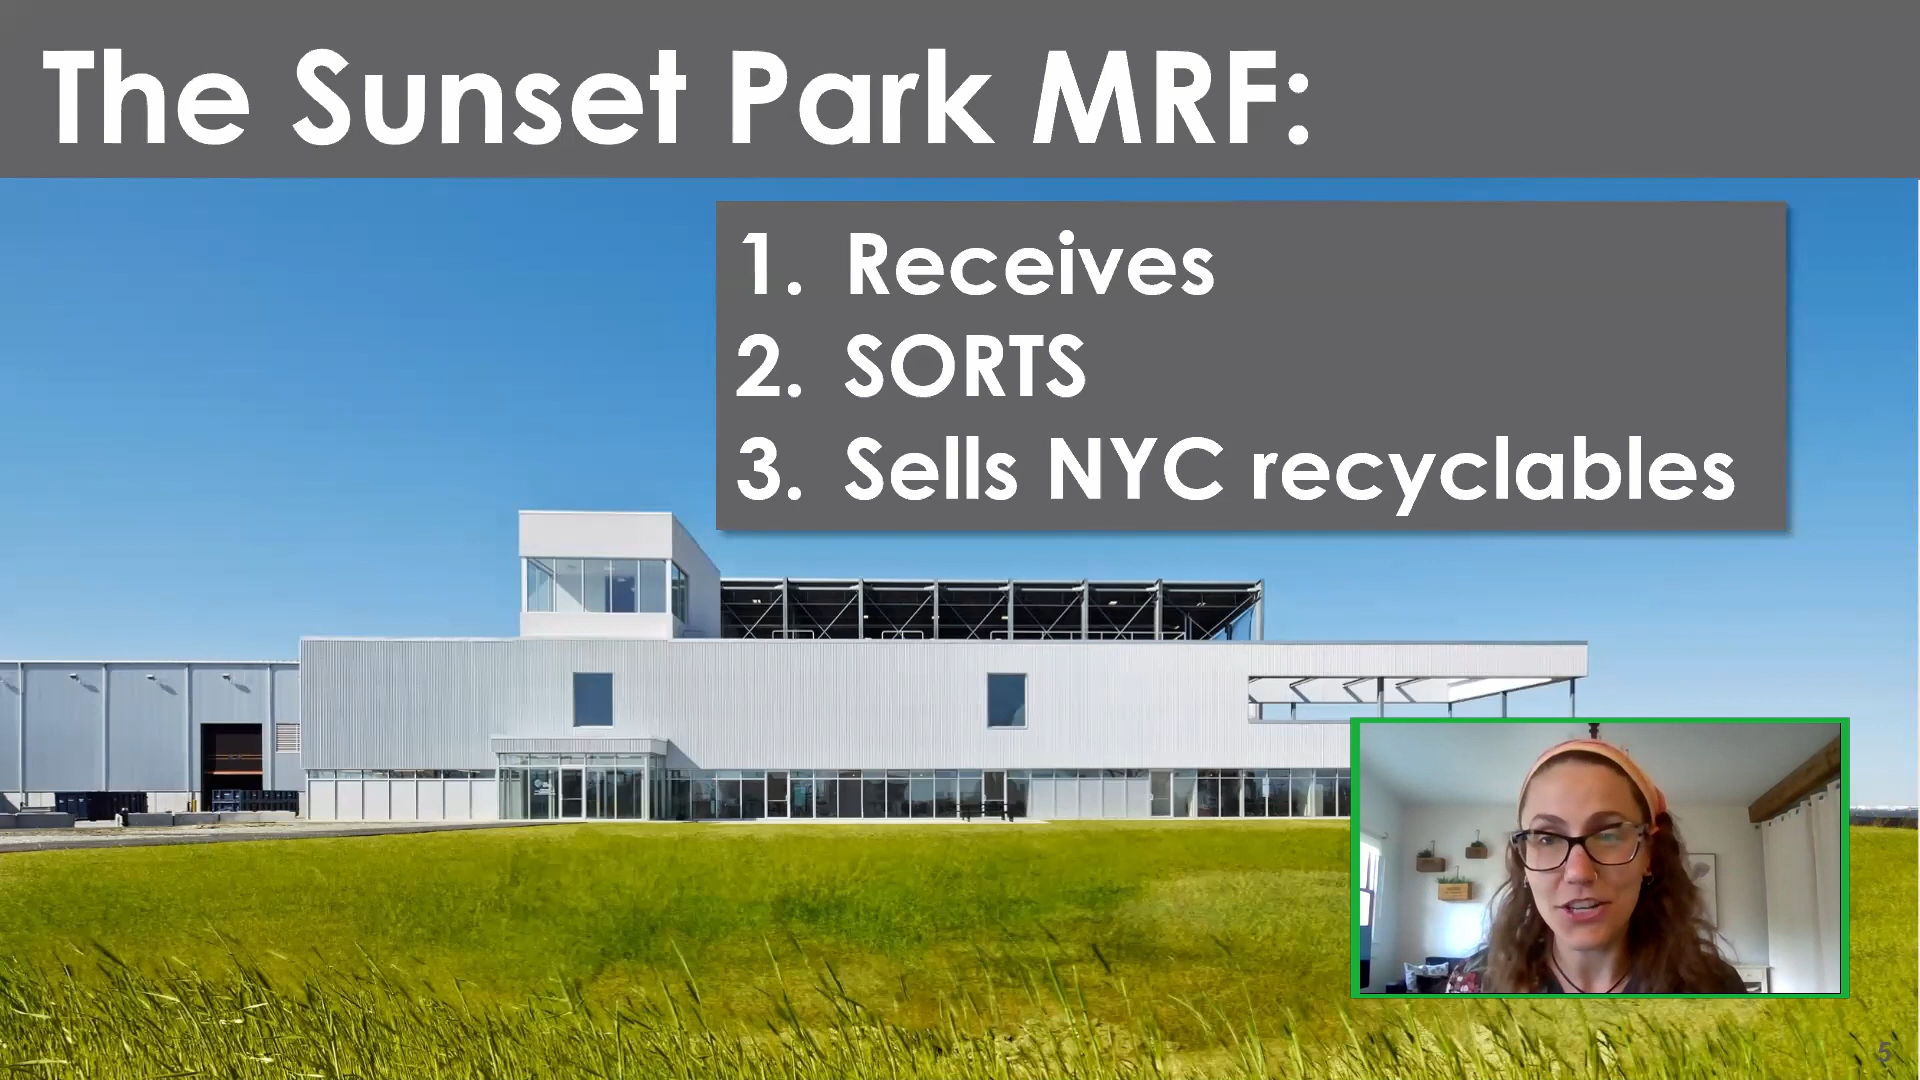 The Sunset Park MRF:
1. Receives
2. SORTS
3. Sells NYC recyclables
5